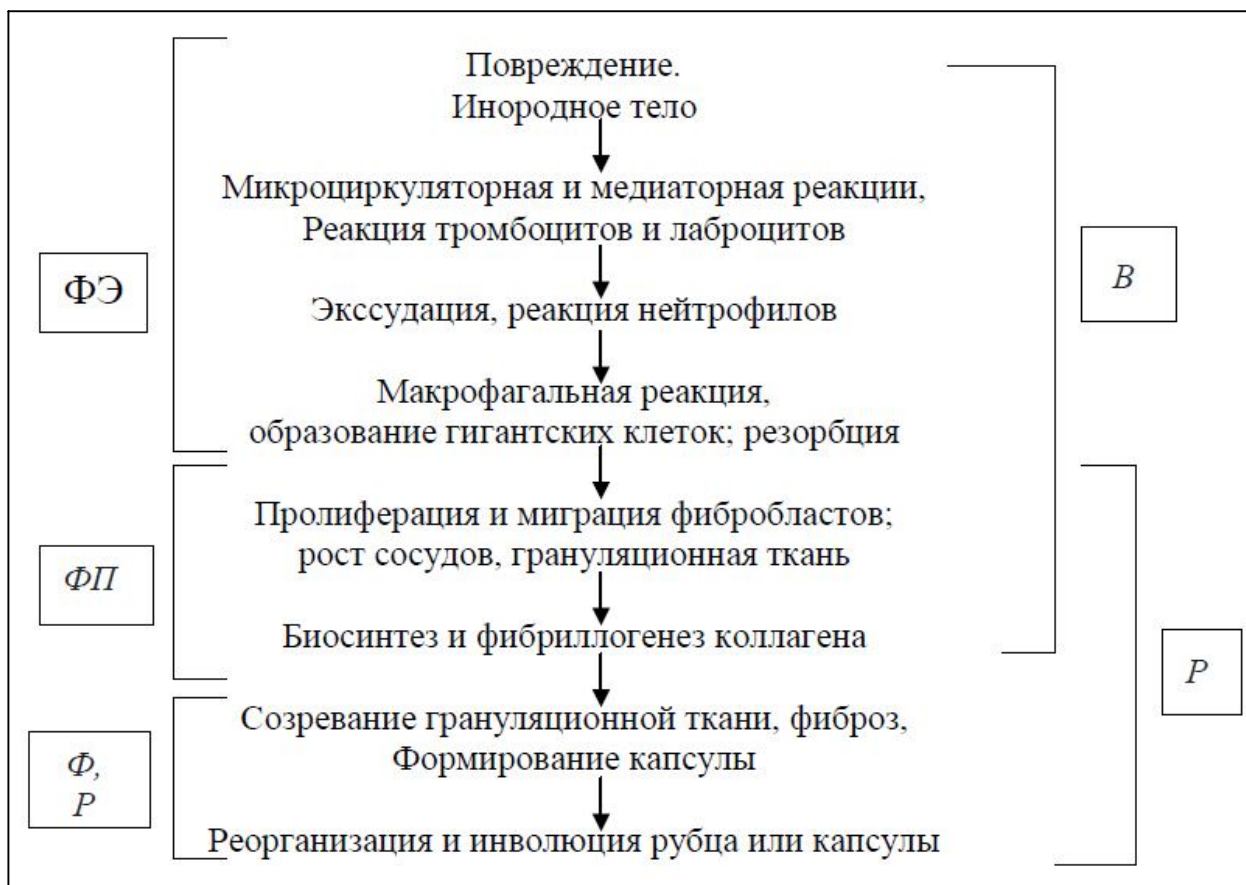 Повреждение.
Инородное тело
Микроциркуляторная и медиаторная реакции,
Реакция тромбоцитов и лаброцитов
ФЭ
В
Экссудация, реакция нейтрофилов
Макрофагальная реакция,
образование гигантских клеток; резорбция
Пролиферация и миграция фибробластов;
рост сосудов, грануляционная ткань
ФП
Биосинтез и фибриллогенез коллагена
Р
Созревание грануляционной ткани, фиброз,
Формирование капсулы
Ф,
Р
Реорганизация и инволюция рубца или капсулы